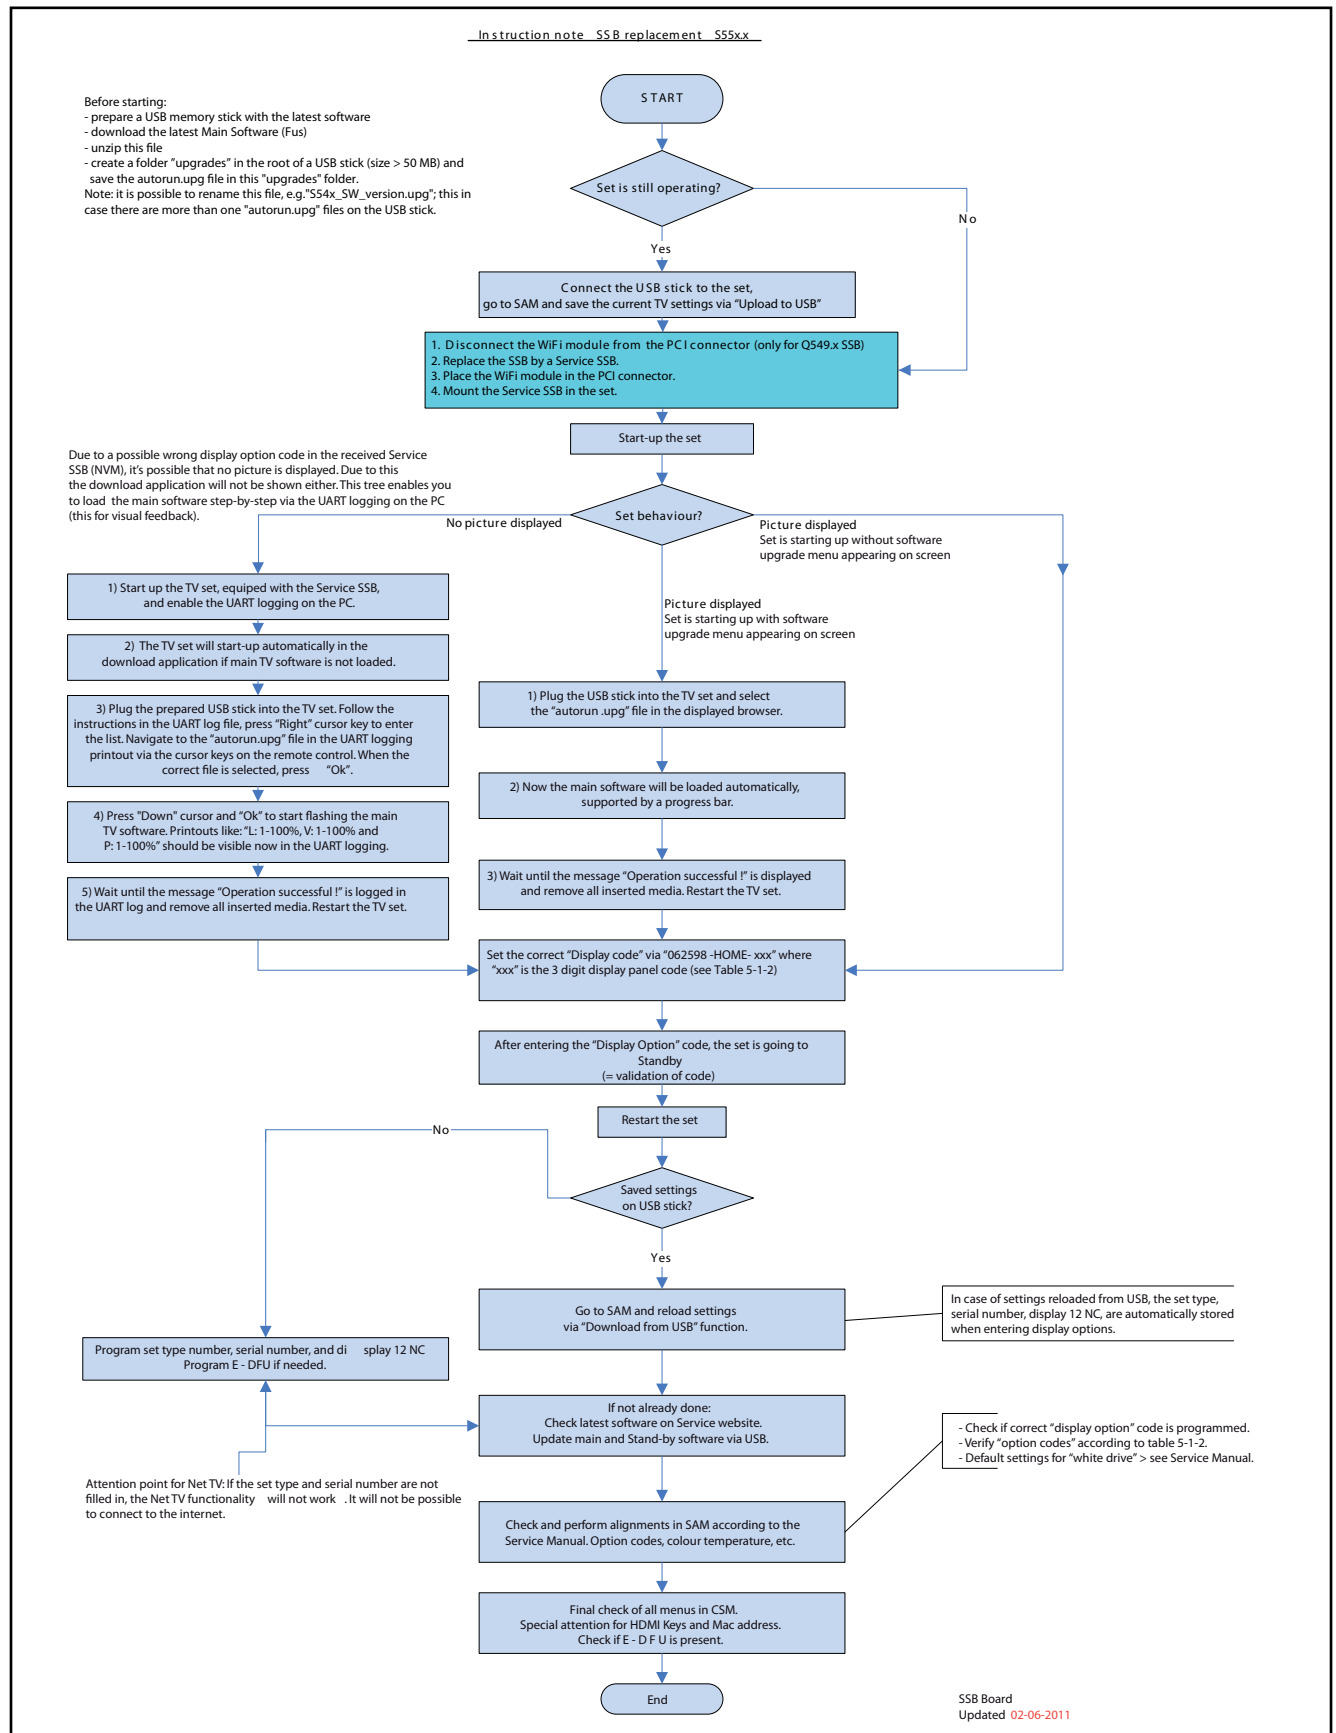 Instruction note SSB replacement S55x.x
START
Before starting:
- prepare a USB memory stick with the latest software
- download the latest Main Software (Fus)
- unzip this file
- create a folder ”upgrades” in the root of a USB stick (size > 50 MB) and
save the autorun.upg file in this "upgrades" folder.
Note: it is possible to rename this file, e.g.”S54x_SW_version.upg”; this in
case there are more than one "autorun.upg" files on the USB stick.
Set is still operating?
No
Yes
Connect the USB stick to the set,
go to SAM and save the current TV settings via “Upload to USB”
1. Disconnect the WiFi module from the PCI connector (only for Q549.x SSB)
2. Replace the SSB by a Service SSB.
3. Place the WiFi module in the PCI connector.
4. Mount the Service SSB in the set.
Start-up the set
Due to a possible wrong display option code in the received Service
SSB (NVM), it’s possible that no picture is displayed. Due to this
the download application will not be shown either. This tree enables you
to load the main software step-by-step via the UART logging on the PC
(this for visual feedback).
Set behaviour?
No picture displayed
Picture displayed
Set is starting up without software
upgrade menu appearing on screen
Picture displayed
Set is starting up with software
upgrade menu appearing on screen
1) Start up the TV set, equiped with the Service SSB,
and enable the UART logging on the PC.
2) The TV set will start-up automatically in the
download application if main TV software is not loaded.
3) Plug the prepared USB stick into the TV set. Follow the
instructions in the UART log file, press “Right” cursor key to enter
the list. Navigate to the “autorun.upg” file in the UART logging
printout via the cursor keys on the remote control. When the
correct file is selected, press “Ok”.
4) Press "Down" cursor and “Ok” to start flashing the main
TV software. Printouts like: “L: 1-100%, V: 1-100% and
P: 1-100%” should be visible now in the UART logging.
5) Wait until the message “Operation successful !” is logged in
the UART log and remove all inserted media. Restart the TV set.
1) Plug the USB stick into the TV set and select
the “autorun .upg” file in the displayed browser.
2) Now the main software will be loaded automatically,
supported by a progress bar.
3) Wait until the message “Operation successful !” is displayed
and remove all inserted media. Restart the TV set.
Set the correct “Display code” via “062598 -HOME- xxx” where
“xxx” is the 3 digit display panel code (see Table 5-1-2)
After entering the “Display Option” code, the set is going to
Standby
(= validation of code)
Restart the set
No
Saved settings
on USB stick?
Yes
Go to SAM and reload settings
via “Download from USB” function.
In case of settings reloaded from USB, the set type,
serial number, display 12 NC, are automatically stored
when entering display options.
Program set type number, serial number, and di splay 12 NC
Program E - DFU if needed.
If not already done:
Check latest software on Service website.
Update main and Stand-by software via USB.
- Check if correct “display option” code is programmed.
- Verify “option codes” according to table 5-1-2.
- Default settings for “white drive” > see Service Manual.
Attention point for Net TV: If the set type and serial number are not
filled in, the Net TV functionality will not work . It will not be possible
to connect to the internet.
Check and perform alignments in SAM according to the
Service Manual. Option codes, colour temperature, etc.
Final check of all menus in CSM.
Special attention for HDMI Keys and Mac address.
Check if E - D F U is present.
End
SSB Board
Updated 02-06-2011